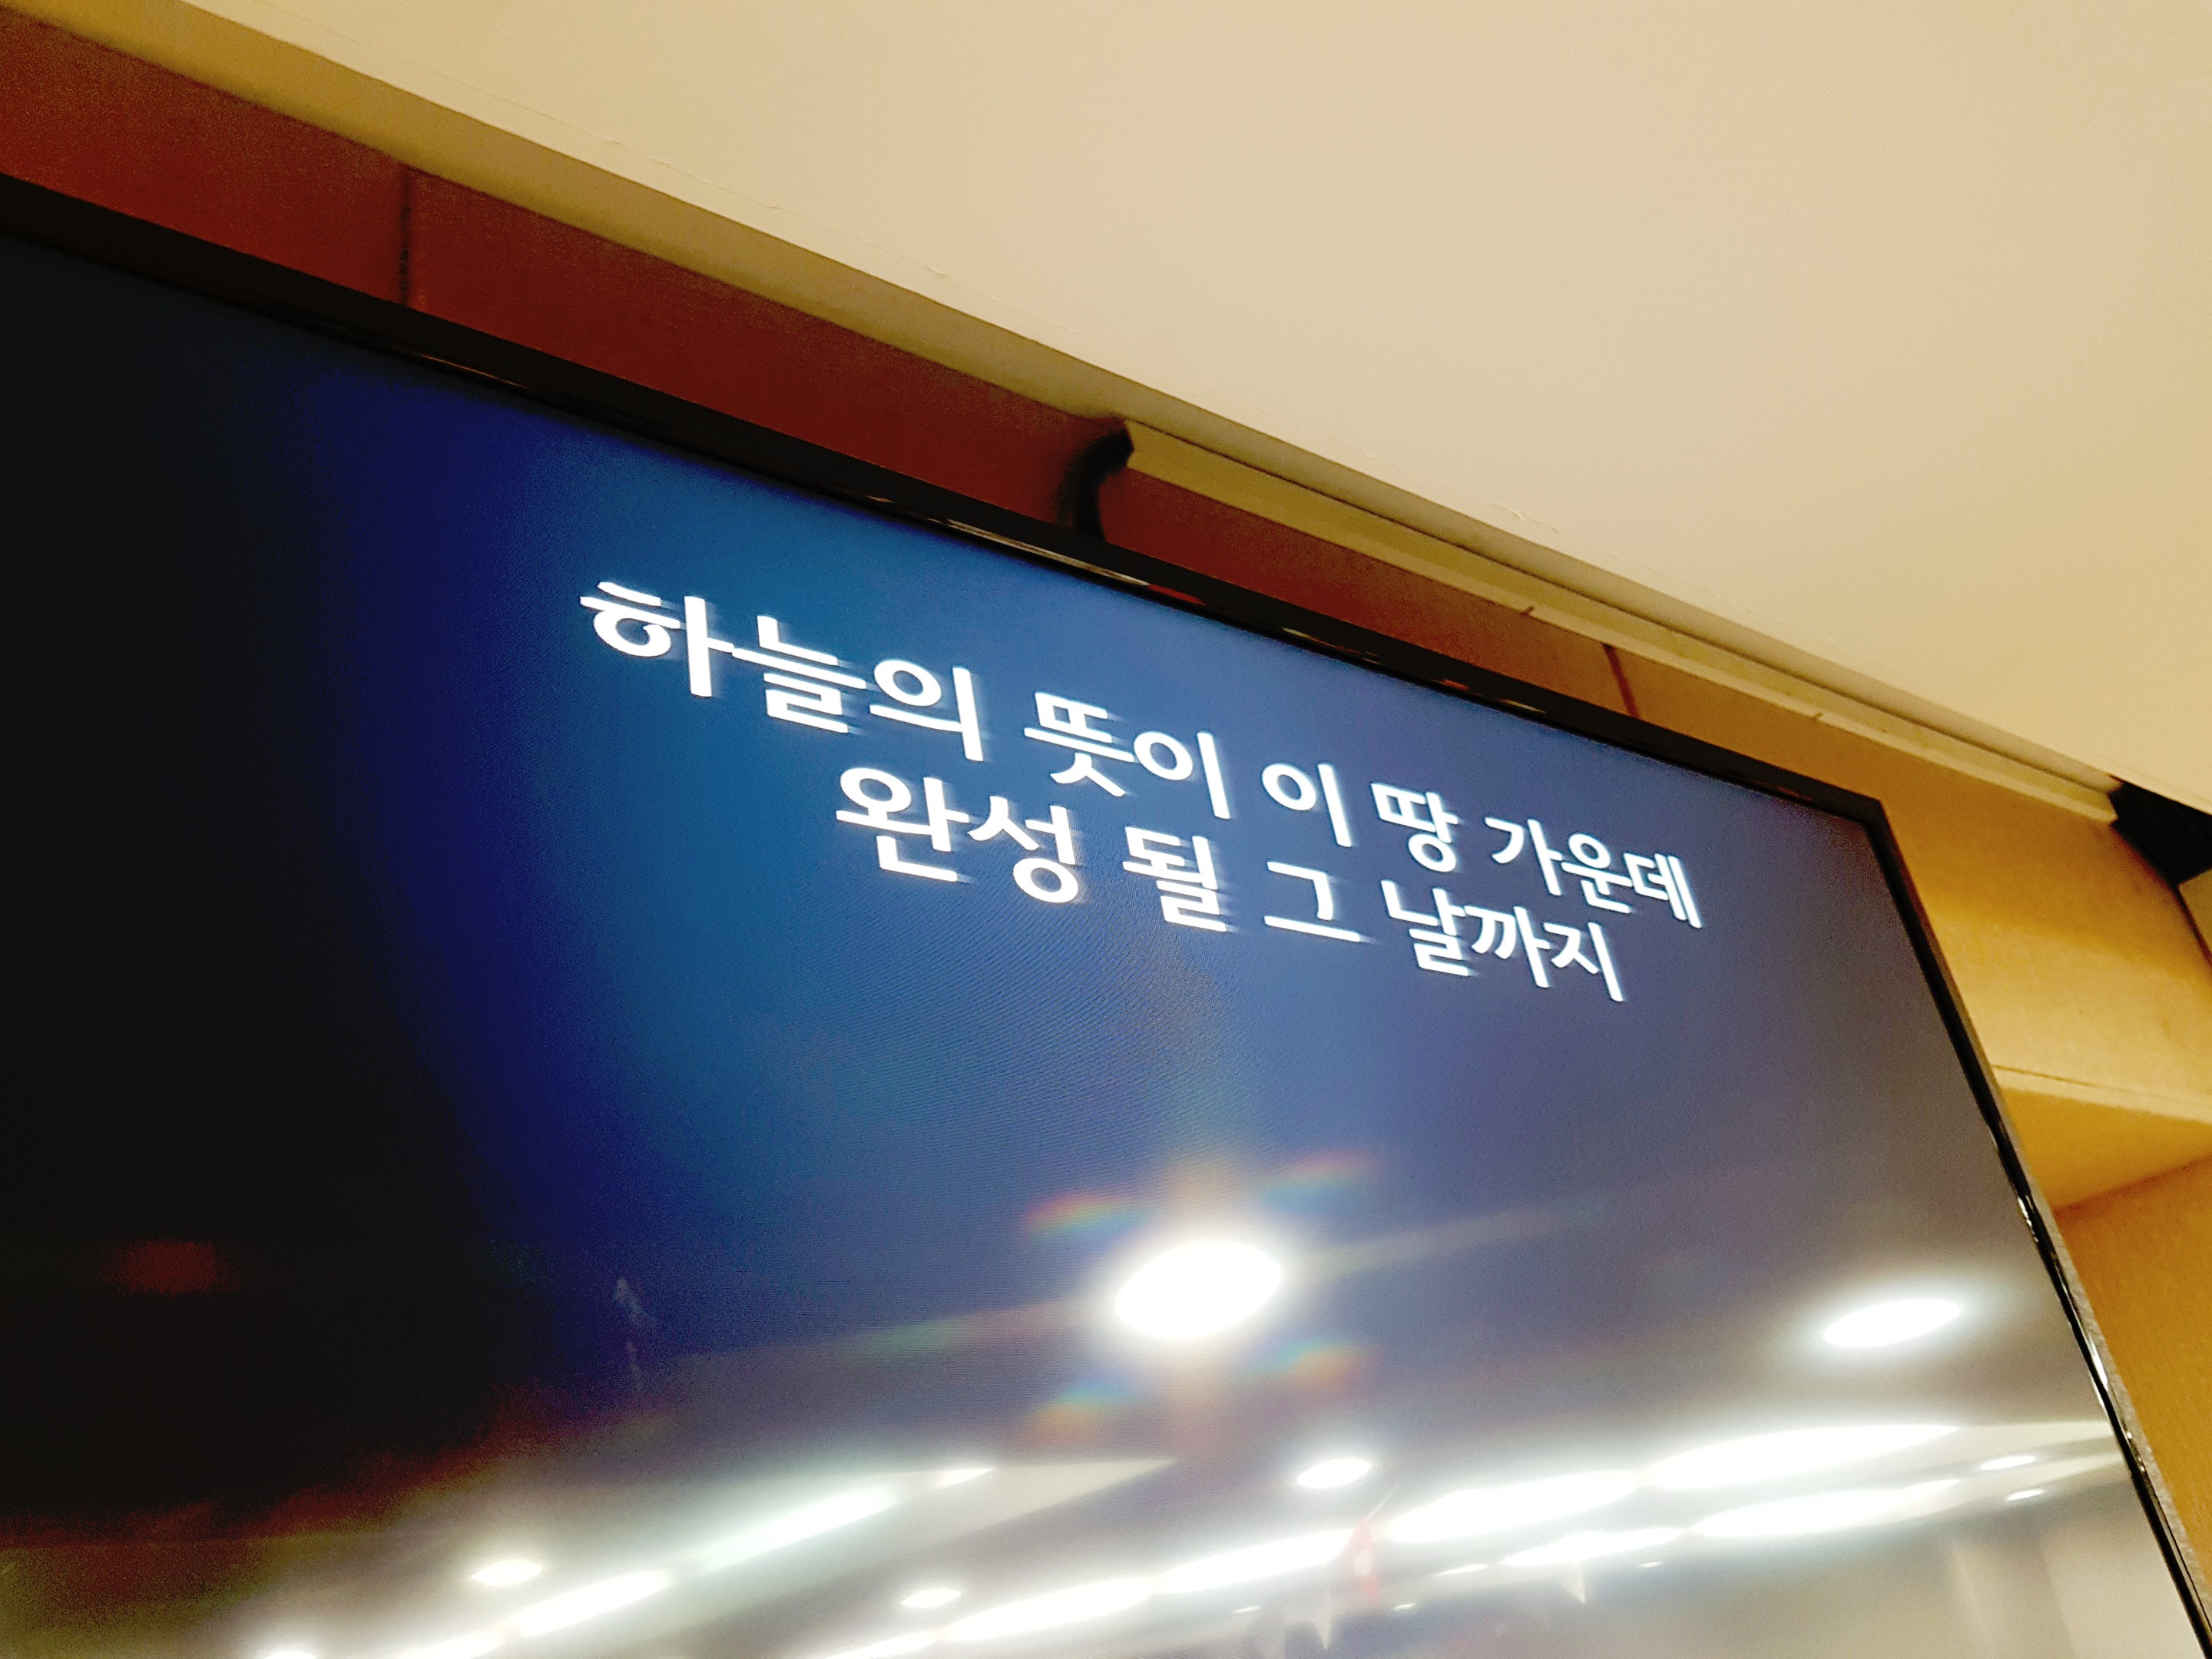 하늘의 뜻이 이 땅 가운데
완성 될 그 날까지